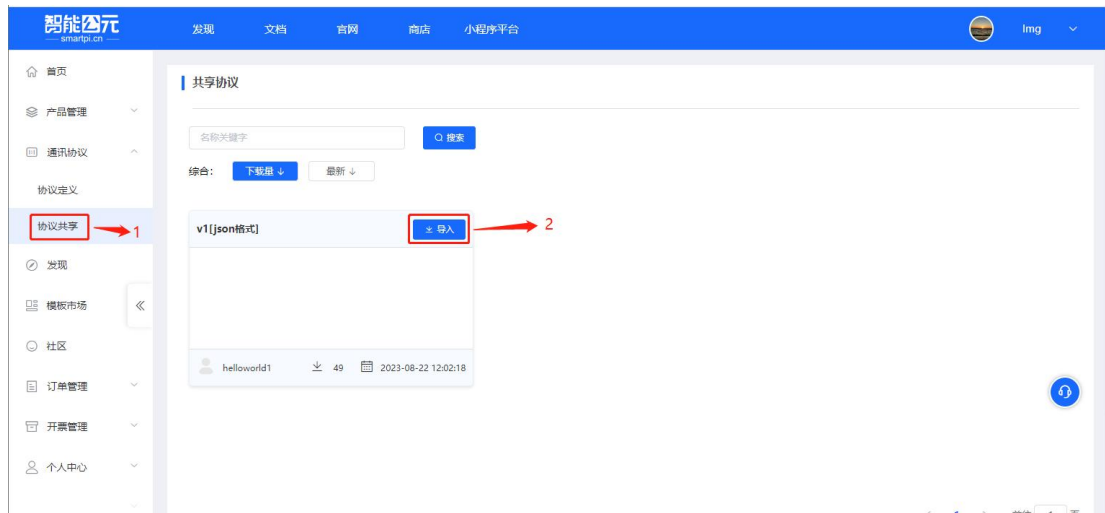 智能公元
smartpi.cn
发现 文档 官网 商店 小程序平台 lmg
首页
产品管理
通讯协议
协议定义
协议共享
1
发现
模板市场
社区
订单管理
开票管理
个人中心
共享协议
名称关键字 搜索
综合： 下载量↓ 最新↓
v1[json格式] 导入
2
helloworld1 49 2023-08-22 12:02:18